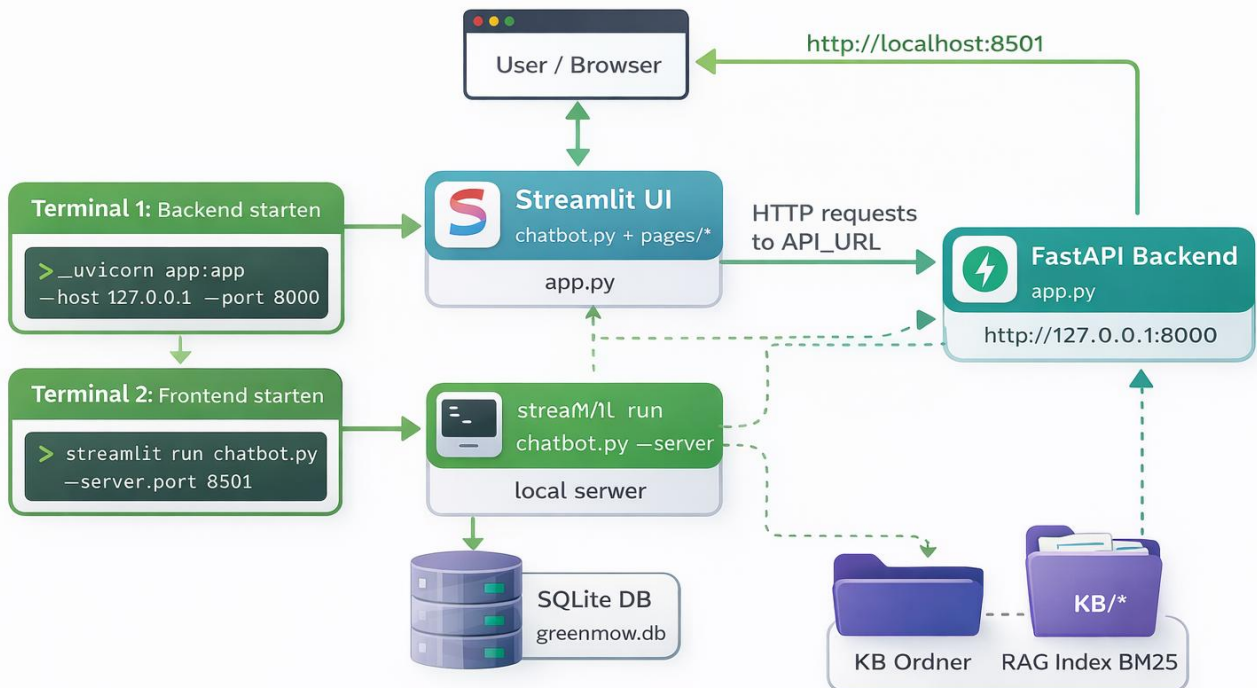 User / Browser
http://localhost:8501
Terminal 1: Backend starten
>_uvicorn app:app
—host 127.0.0.1 —port 8000
Streamlit UI
chatbot.py + pages/*
app.py
HTTP requests
to API_URL
FastAPI Backend
app.py
http://127.0.0.1:8000
Terminal 2: Frontend starten
> streamlit run chatbot.py
—server.port 8501
run
chatbot.py —server
local serwer
SQLite DB
greenmow.db
KB/*
KB Ordner
RAG Index BM25